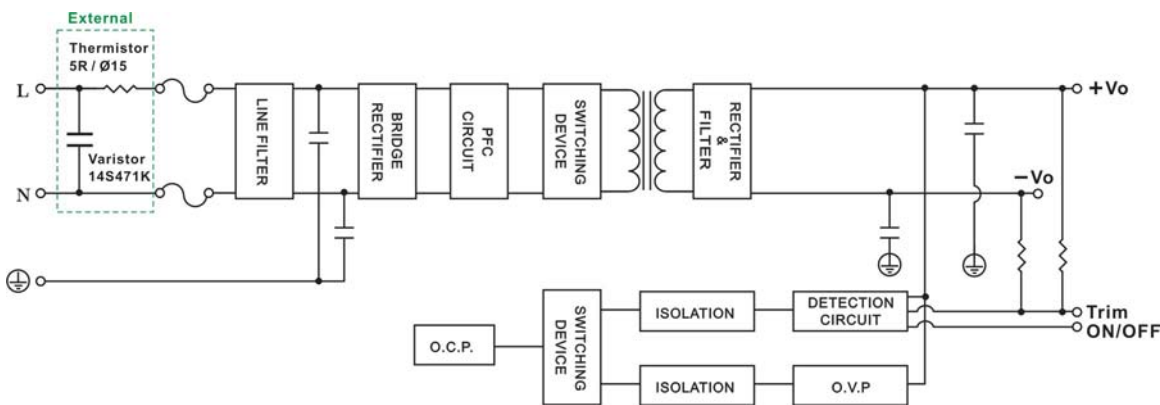 External
Thermistor
5R / Ø15
L
Varistor
14S471K
N
LINE FILTER
BRIDGE
RECTIFIER
PFC
CIRCUIT
SWITCHING
DEVICE
RECTIFIER
&
FILTER
+Vo
−Vo
O.C.P.
SWITCHING
DEVICE
ISOLATION
DETECTION
CIRCUIT
Trim
ON/OFF
ISOLATION
O.V.P